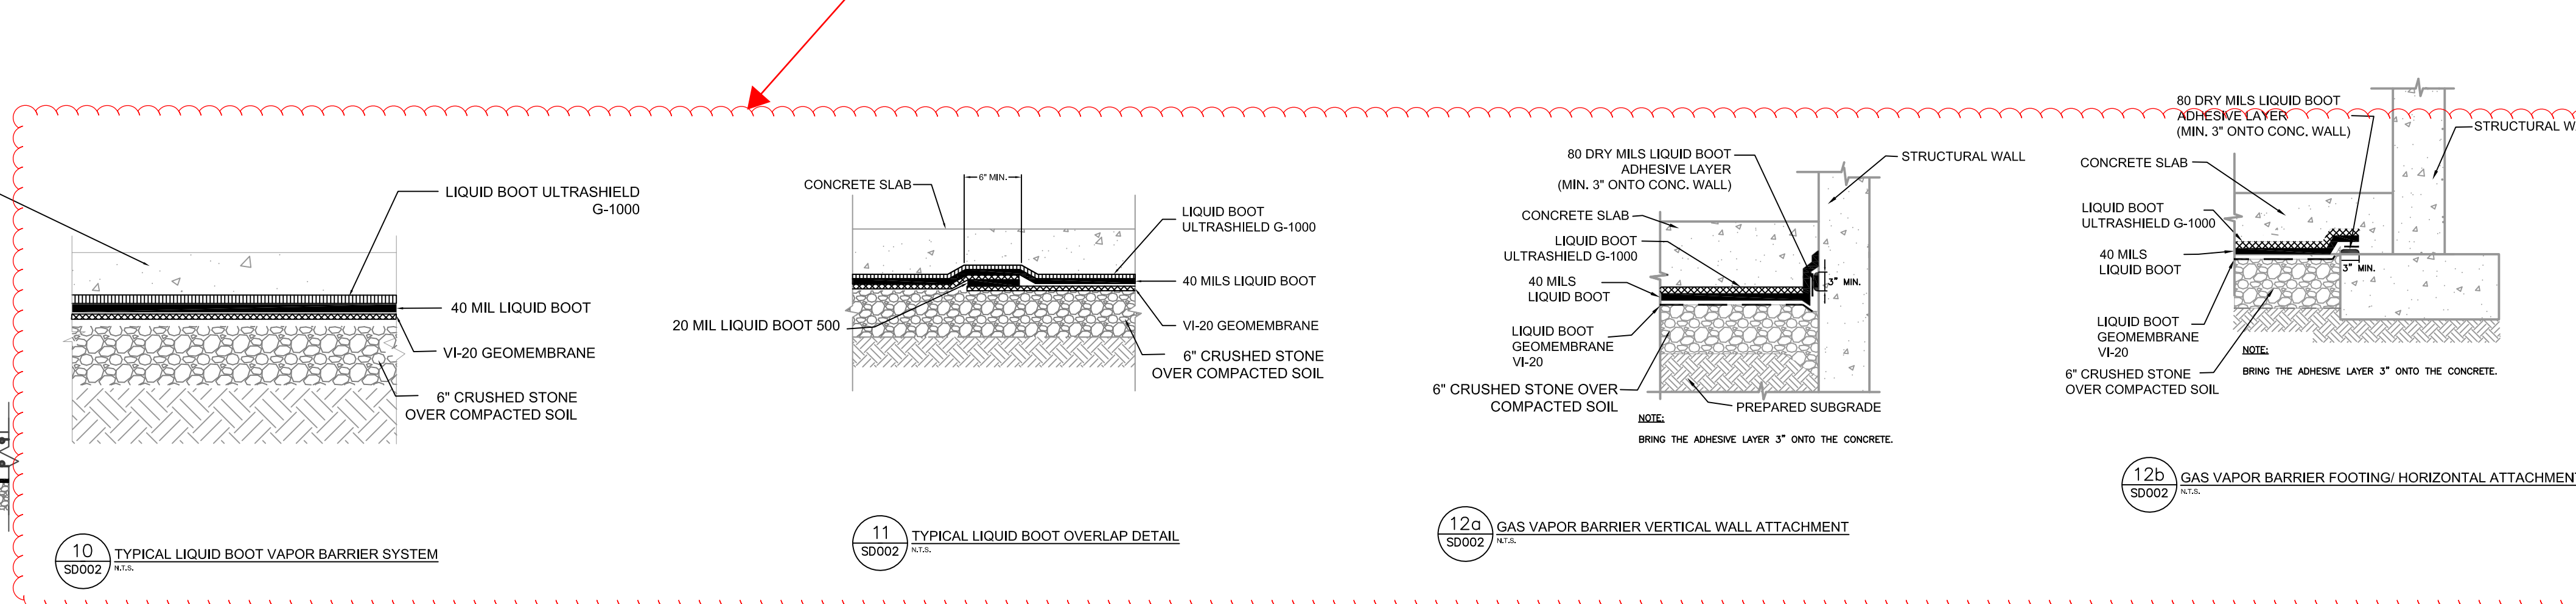 LIQUID BOOT ULTRASHIELD
G-1000
40 MIL LIQUID BOOT
VI-20 GEOMEMBRANE
6" CRUSHED STONE
OVER COMPACTED SOIL
10
SD002
TYPICAL LIQUID BOOT VAPOR BARRIER SYSTEM
N.T.S.
CONCRETE SLAB
6" MIN.
LIQUID BOOT
ULTRASHIELD G-1000
40 MILS LIQUID BOOT
20 MIL LIQUID BOOT 500
VI-20 GEOMEMBRANE
6" CRUSHED STONE
OVER COMPACTED SOIL
11
SD002
TYPICAL LIQUID BOOT OVERLAP DETAIL
N.T.S.
80 DRY MILS LIQUID BOOT
ADHESIVE LAYER
(MIN. 3" ONTO CONC. WALL)
STRUCTURAL WALL
CONCRETE SLAB
LIQUID BOOT
ULTRASHIELD G-1000
40 MILS
LIQUID BOOT
3" MIN.
LIQUID BOOT
GEOMEMBRANE
VI-20
6" CRUSHED STONE OVER
COMPACTED SOIL
PREPARED SUBGRADE
NOTE:
BRING THE ADHESIVE LAYER 3" ONTO THE CONCRETE.
12a
SD002
GAS VAPOR BARRIER VERTICAL WALL ATTACHMENT
N.T.S.
80 DRY MILS LIQUID BOOT
ADHESIVE LAYER
(MIN. 3" ONTO CONC. WALL)
STRUCTURAL W
CONCRETE SLAB
LIQUID BOOT
ULTRASHIELD G-1000
40 MILS
LIQUID BOOT
3" MIN.
LIQUID BOOT
GEOMEMBRANE
VI-20
6" CRUSHED STONE
OVER COMPACTED SOIL
NOTE:
BRING THE ADHESIVE LAYER 3" ONTO THE CONCRETE.
12b
SD002
GAS VAPOR BARRIER FOOTING/ HORIZONTAL ATTACHMENT
N.T.S.